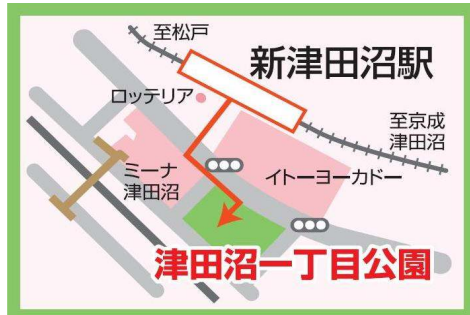 至松戸
新津田沼駅
ロッテリア
至京成
津田沼
ミーナ
津田沼
イトーヨーカドー
津田沼一丁目公園